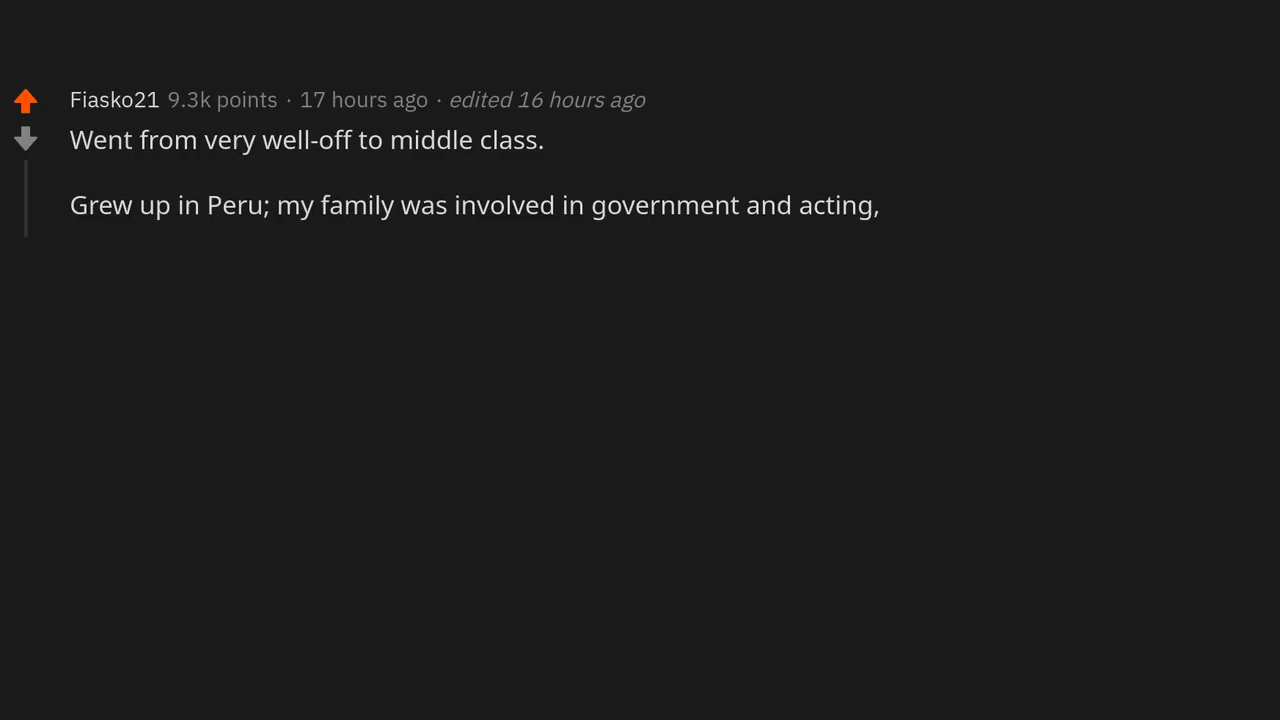 Fiasko21 9.3k points · 17 hours ago · edited 16 hours ago
Went from very well-off to middle class.
Grew up in Peru; my family was involved in government and acting,